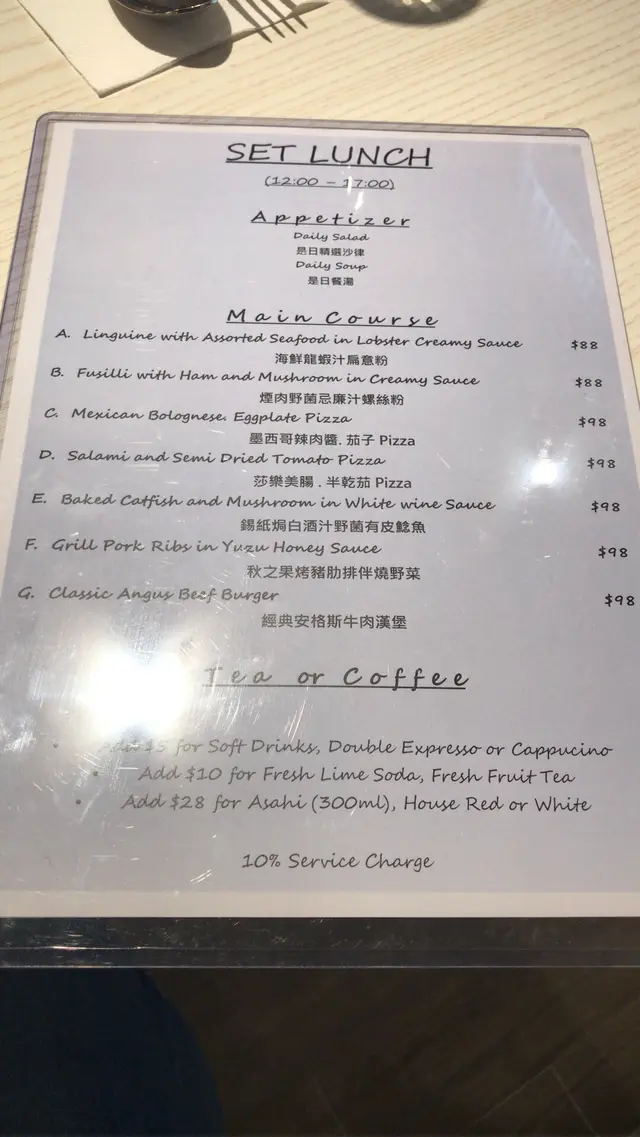 SET LUNCH
(12:00 – 17:00)
Appetizer
Daily Salad
是日精選沙律
Daily Soup
是日餐湯
Main Course
A. Linguine with Assorted Seafood in Lobster Creamy Sauce $88
海鮮龍蝦汁扁意粉
B. Fusilli with Ham and Mushroom in Creamy Sauce $88
煙肉野菌忌廉汁螺絲粉
C. Mexican Bolognese. Eggplate Pizza $98
墨西哥辣肉醬. 茄子 Pizza
D. Salami and Semi Dried Tomato Pizza $98
莎樂美腸 . 半乾茄 Pizza
E. Baked Catfish and Mushroom in White wine Sauce $98
錫紙焗白酒汁野菌有皮鯰魚
F. Grill Pork Ribs in Yuzu Honey Sauce $98
秋之果烤豬肋排伴燒野菜
G. Classic Angus Beef Burger $98
經典安格斯牛肉漢堡
Tea or Coffee
• Add $5 for Soft Drinks, Double Expresso or Cappucino
• Add $10 for Fresh Lime Soda, Fresh Fruit Tea
• Add $28 for Asahi (300ml), House Red or White
10% Service Charge